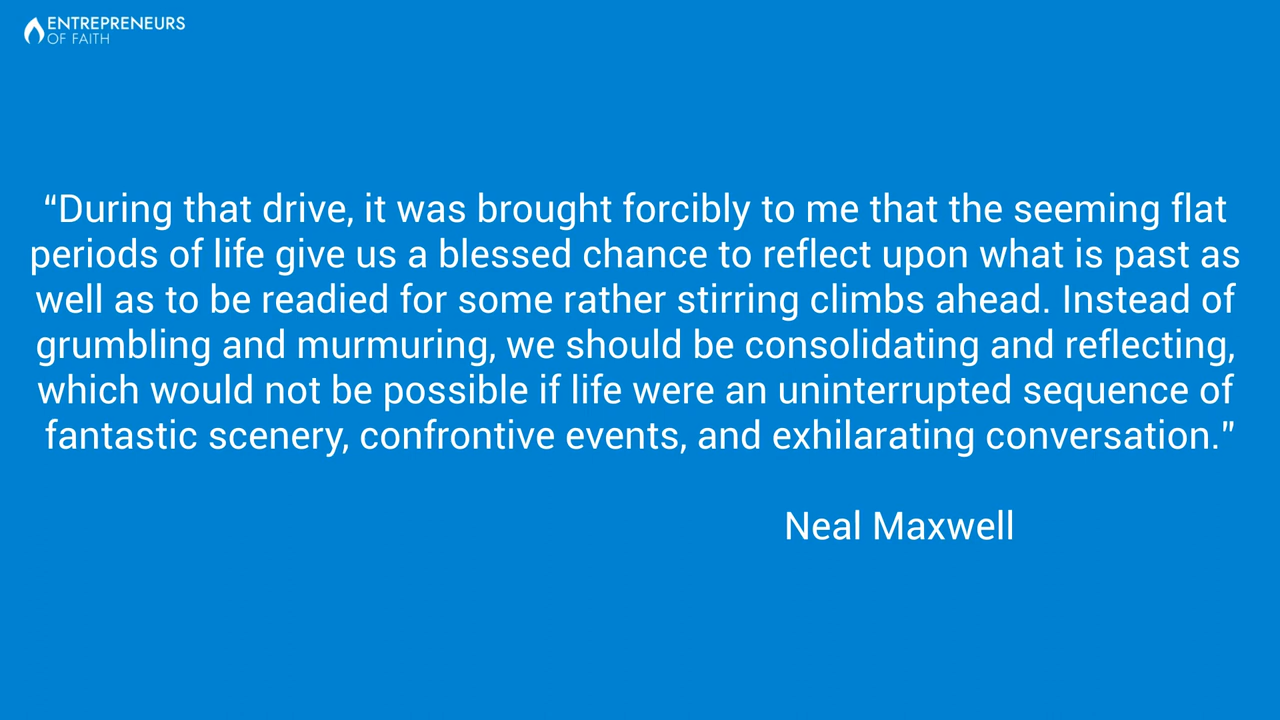 ENTREPRENEURS
OF FAITH
“During that drive, it was brought forcibly to me that the seeming flat
periods of life give us a blessed chance to reflect upon what is past as
well as to be readied for some rather stirring climbs ahead. Instead of
grumbling and murmuring, we should be consolidating and reflecting,
which would not be possible if life were an uninterrupted sequence of
fantastic scenery, confrontive events, and exhilarating conversation.”
Neal Maxwell